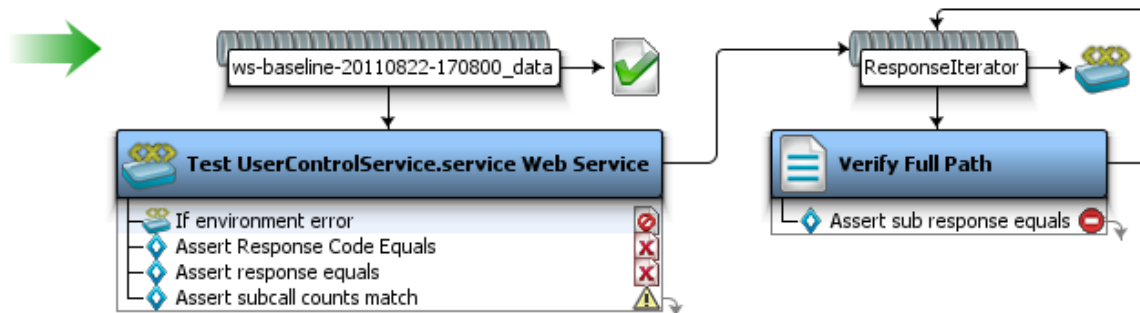 ws-baseline-20110822-170800_data
ResponseIterator
Test UserControlService.service Web Service
If environment error
Assert Response Code Equals
Assert response equals
Assert subcall counts match
Verify Full Path
Assert sub response equals